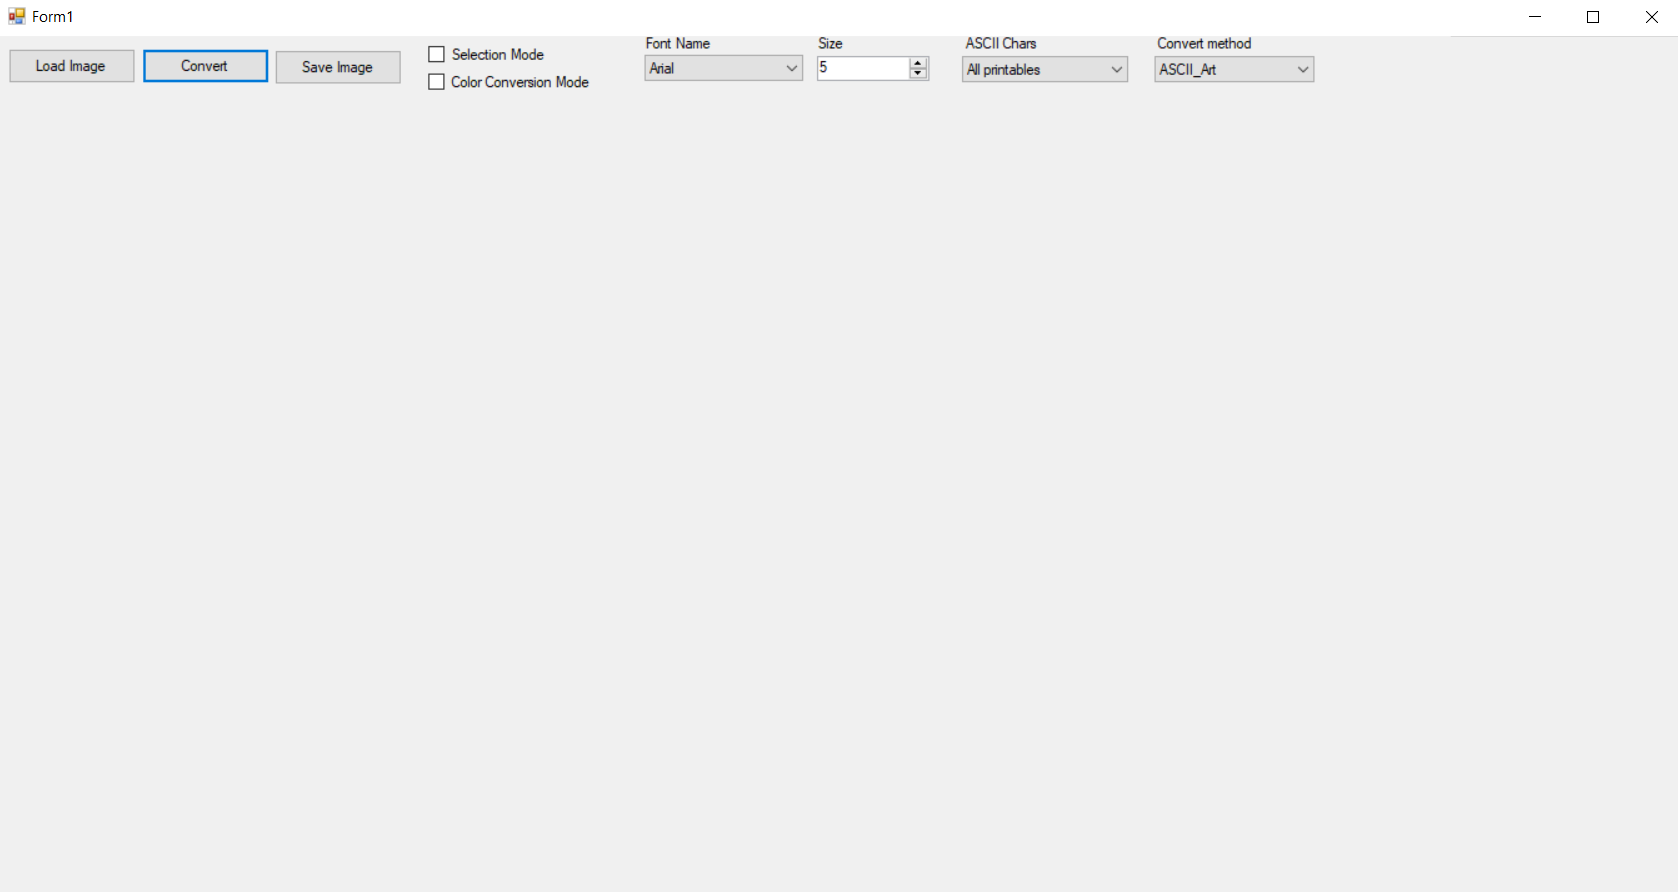 Form1
Load Image
Convert
Save Image
Selection Mode
Color Conversion Mode
Font Name
Arial
Size
5
ASCII Chars
All printables
Convert method
ASCII_Art